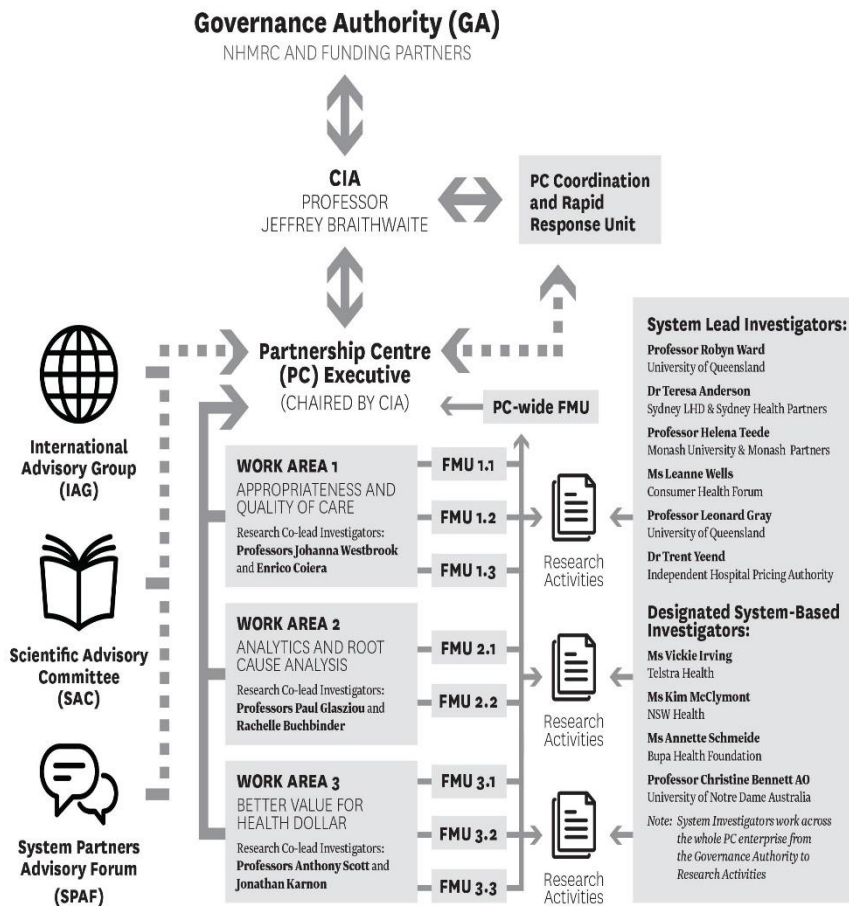 Governance Authority (GA)
NHMRC AND FUNDING PARTNERS
CIA
PROFESSOR
JEFFREY BRAITHWAITE
PC Coordination
and Rapid
Response Unit
Partnership Centre
(PC) Executive
(CHAIRED BY CIA)
PC-wide FMU
International
Advisory Group
(IAG)
Scientific Advisory
Committee
(SAC)
System Partners
Advisory Forum
(SPAF)
WORK AREA 1
APPROPRIATENESS AND
QUALITY OF CARE
Research Co-lead Investigators:
Professors Johanna Westbrook
and Enrico Coiera
FMU 1.1
FMU 1.2
FMU 1.3
Research
Activities
WORK AREA 2
ANALYTICS AND ROOT
CAUSE ANALYSIS
Research Co-lead Investigators:
Professors Paul Glasziou and
Rachelle Buchbinder
FMU 2.1
FMU 2.2
Research
Activities
WORK AREA 3
BETTER VALUE FOR
HEALTH DOLLAR
Research Co-lead Investigators:
Professors Anthony Scott and
Jonathan Karnon
FMU 3.1
FMU 3.2
FMU 3.3
Research
Activities
System Lead Investigators:
Professor Robyn Ward
University of Queensland
Dr Teresa Anderson
Sydney LHD & Sydney Health Partners
Professor Helena Teede
Monash University & Monash Partners
Ms Leanne Wells
Consumer Health Forum
Professor Leonard Gray
University of Queensland
Dr Trent Yeend
Independent Hospital Pricing Authority
Designated System-Based
Investigators:
Ms Vickie Irving
Telstra Health
Ms Kim McClymont
NSW Health
Ms Annette Schmeide
Bupa Health Foundation
Professor Christine Bennett AO
University of Notre Dame Australia
Note: System Investigators work across
the whole PC enterprise from
the Governance Authority to
Research Activities